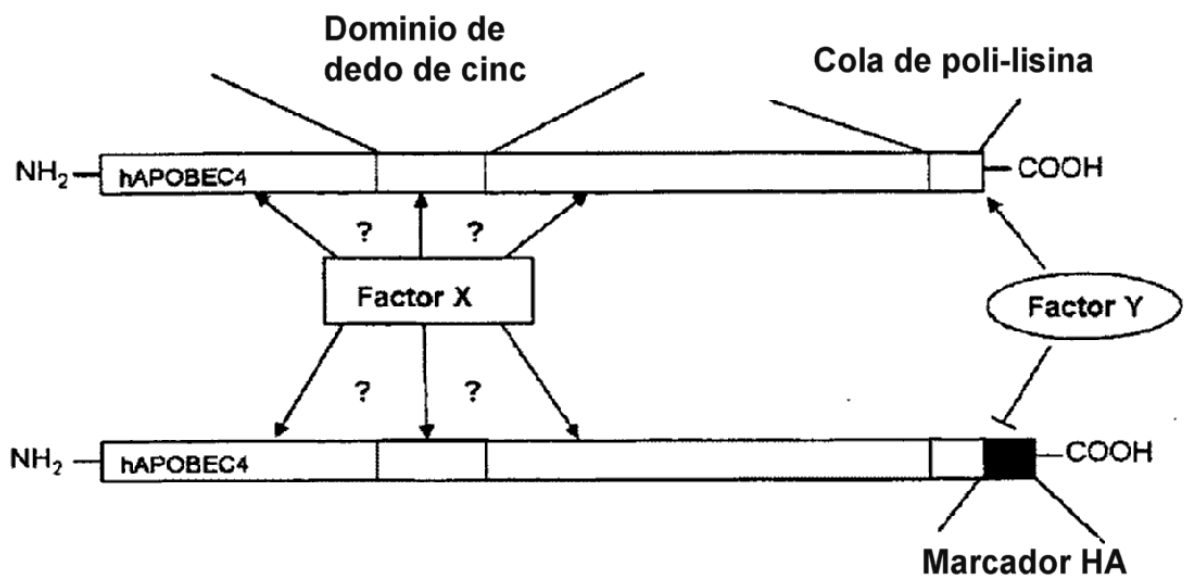 Dominio de
dedo de cinc
Cola de poli-lisina
NH2
hAPOBEC4
COOH
?
?
Factor X
Factor Y
?
?
NH2
hAPOBEC4
COOH
Marcador HA